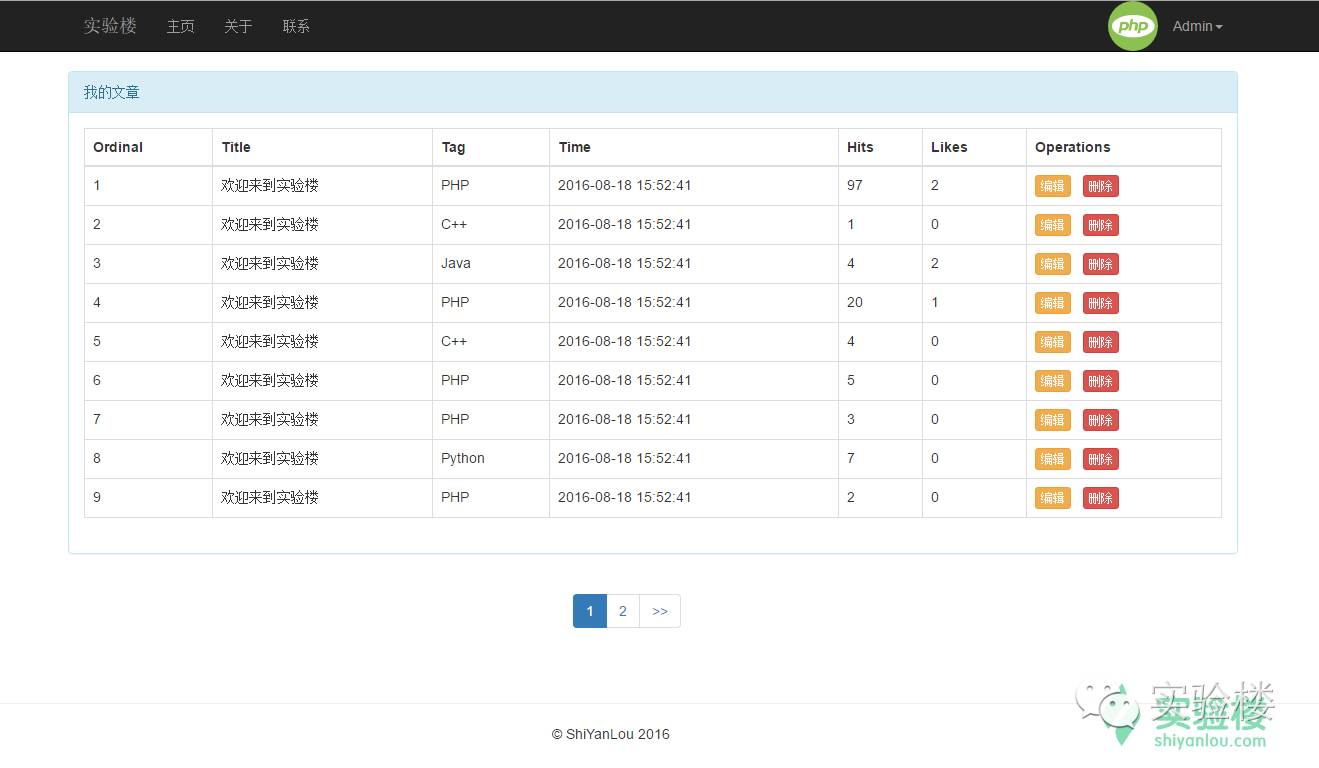 实验楼 主页 关于 联系 php Admin
我的文章
Ordinal Title Tag Time Hits Likes Operations
1 欢迎来到实验楼 PHP 2016-08-18 15:52:41 97 2 编辑 删除
2 欢迎来到实验楼 C++ 2016-08-18 15:52:41 1 0 编辑 删除
3 欢迎来到实验楼 Java 2016-08-18 15:52:41 4 2 编辑 删除
4 欢迎来到实验楼 PHP 2016-08-18 15:52:41 20 1 编辑 删除
5 欢迎来到实验楼 C++ 2016-08-18 15:52:41 4 0 编辑 删除
6 欢迎来到实验楼 PHP 2016-08-18 15:52:41 5 0 编辑 删除
7 欢迎来到实验楼 PHP 2016-08-18 15:52:41 3 0 编辑 删除
8 欢迎来到实验楼 Python 2016-08-18 15:52:41 7 0 编辑 删除
9 欢迎来到实验楼 PHP 2016-08-18 15:52:41 2 0 编辑 删除
1 2 >>
实验楼
实验楼
© ShiYanLou 2016
shiyanlou.com